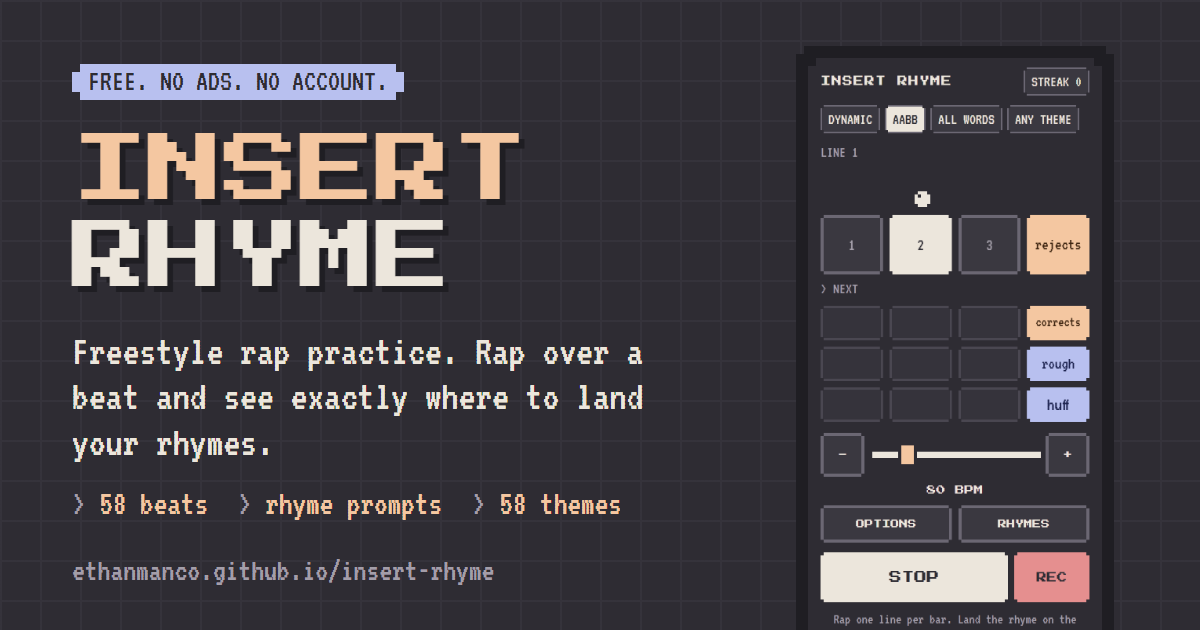 FREE. NO ADS. NO ACCOUNT.
INSERT
RHYME
Freestyle rap practice. Rap over a
beat and see exactly where to land
your rhymes.
> 58 beats > rhyme prompts > 58 themes
ethanmanco.github.io/insert-rhyme
INSERT RHYME STREAK 0
DYNAMIC AABB ALL WORDS ANY THEME
LINE 1
1 2 3 rejects
> NEXT
corrects
rough
huff
- +
80 BPM
OPTIONS RHYMES
STOP REC
Rap one line per bar. Land the rhyme on the